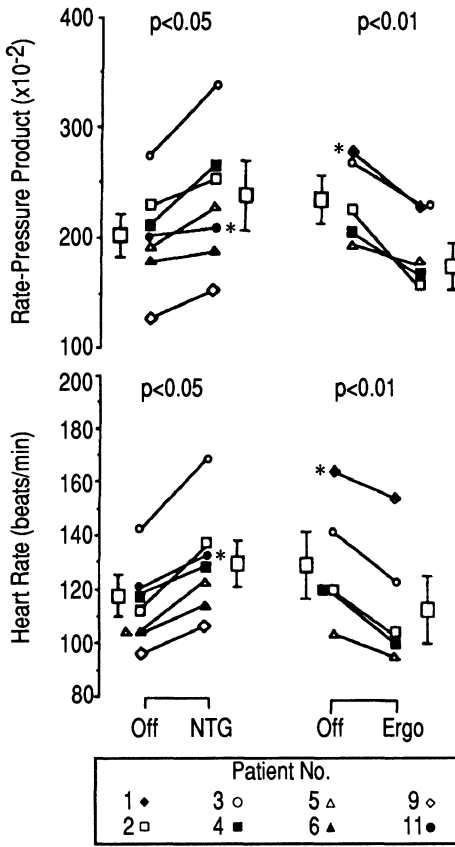 Rate-Pressure Product (x10-2)
400
300
200
100
p<0.05
p<0.01
*
*
Heart Rate (beats/min)
200
180
160
140
120
100
80
p<0.05
p<0.01
*
*
Off NTG Off Ergo
Patient No.
1 ◆ 3 ○ 5 △ 9 ◇
2 □ 4 ■ 6 ▲ 11 ●